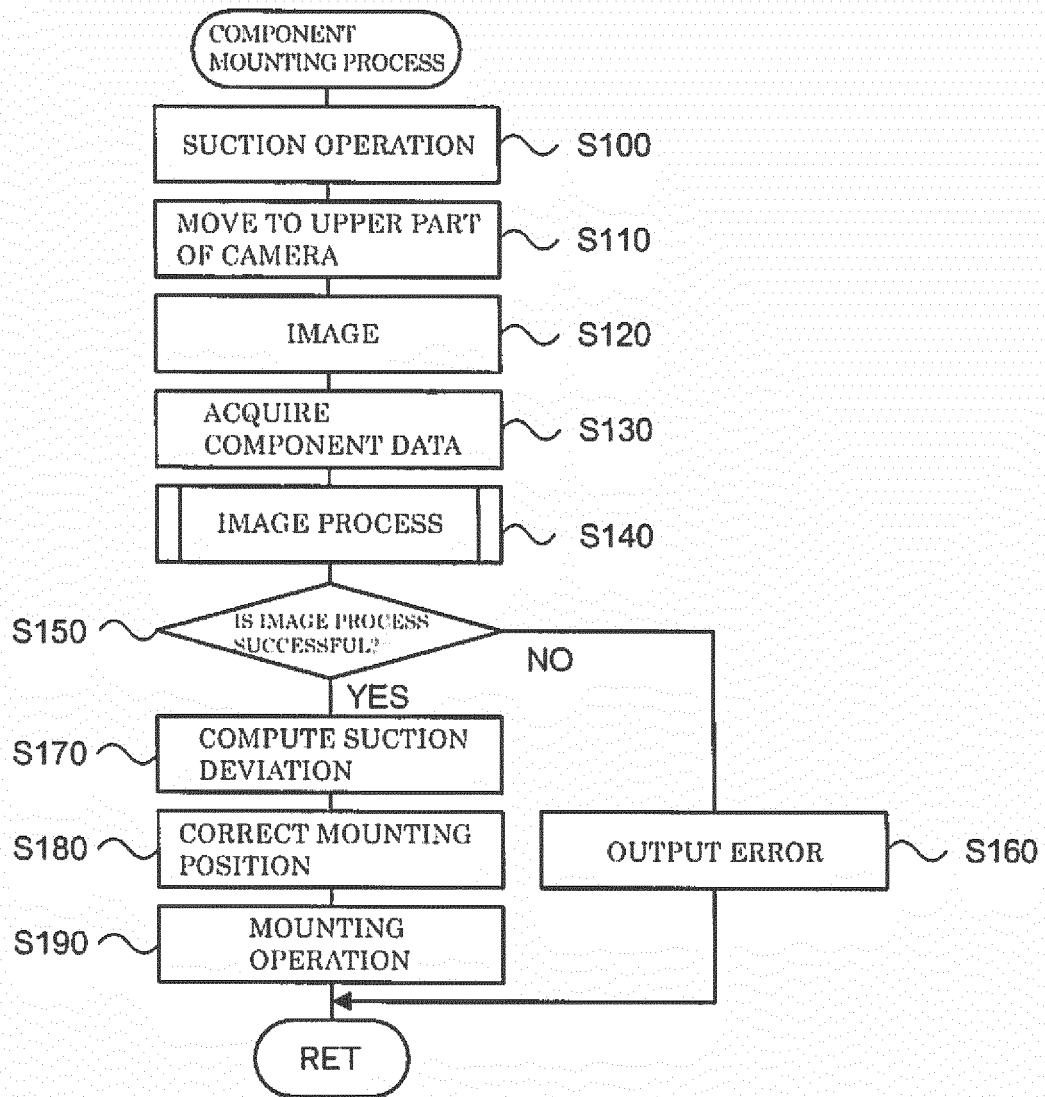 COMPONENT
MOUNTING PROCESS
SUCTION OPERATION
S100
MOVE TO UPPER PART
OF CAMERA
S110
IMAGE
S120
ACQUIRE
COMPONENT DATA
S130
IMAGE PROCESS
S140
S150
IS IMAGE PROCESS
SUCCESSFUL?
NO
YES
S170
COMPUTE SUCTION
DEVIATION
S180
CORRECT MOUNTING
POSITION
OUTPUT ERROR
S160
S190
MOUNTING
OPERATION
RET